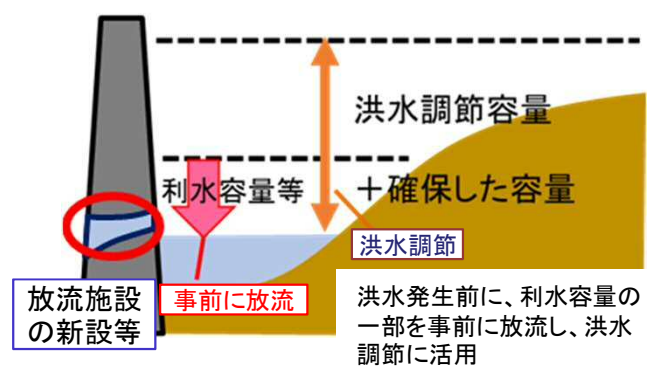 洪水調節容量
利水容量等
+確保した容量
洪水調節
放流施設
の新設等
事前に放流
洪水発生前に、利水容量の
一部を事前に放流し、洪水
調節に活用